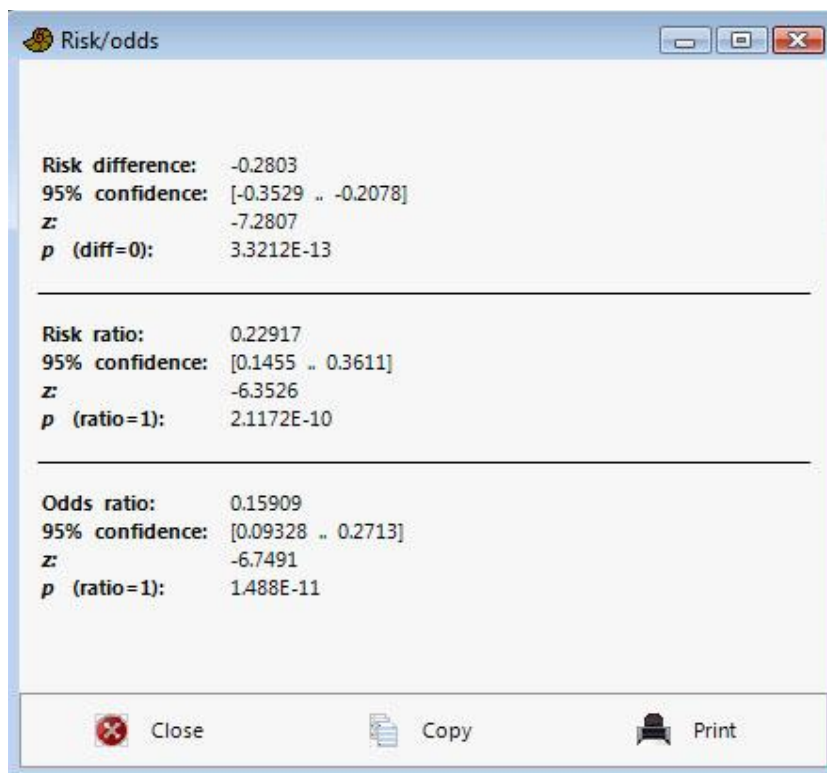 Risk/odds
Risk difference: -0.2803
95% confidence: [-0.3529 .. -0.2078]
z: -7.2807
p (diff=0): 3.3212E-13
Risk ratio: 0.22917
95% confidence: [0.1455 .. 0.3611]
z: -6.3526
p (ratio=1): 2.1172E-10
Odds ratio: 0.15909
95% confidence: [0.09328 .. 0.2713]
z: -6.7491
p (ratio=1): 1.488E-11
Close Copy Print